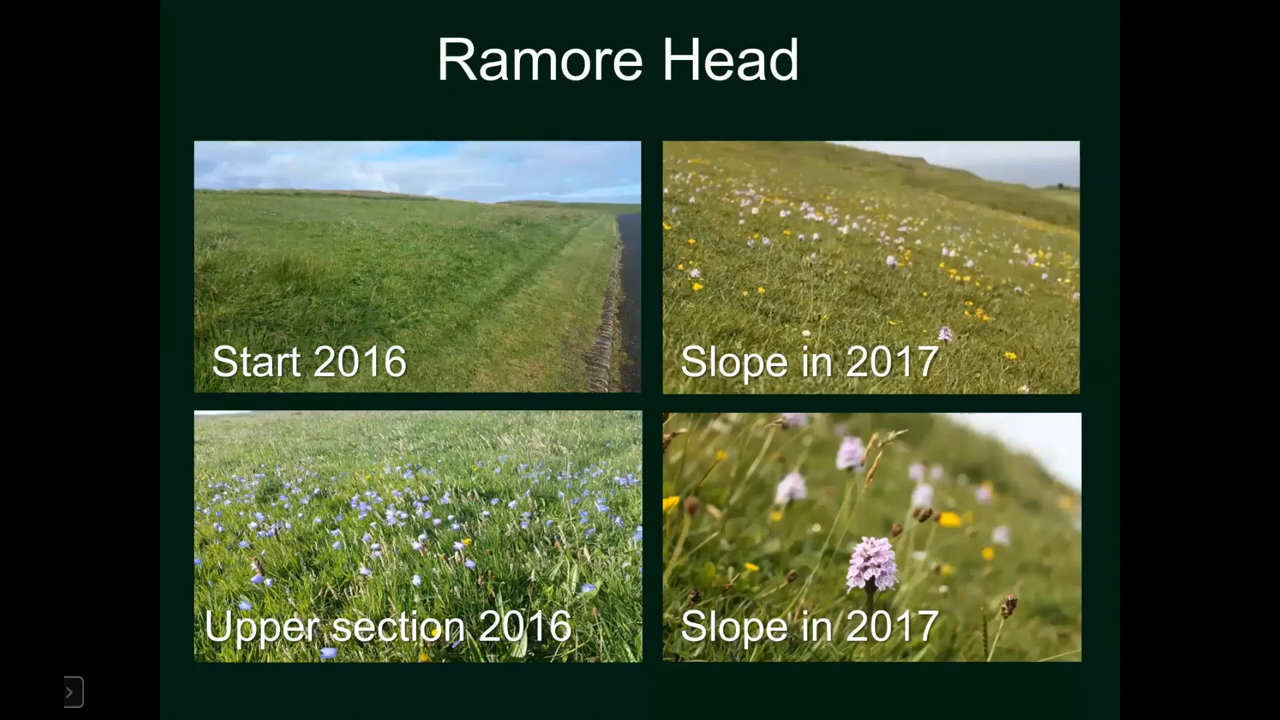 Ramore Head
Start 2016
Slope in 2017
Upper section 2016
Slope in 2017